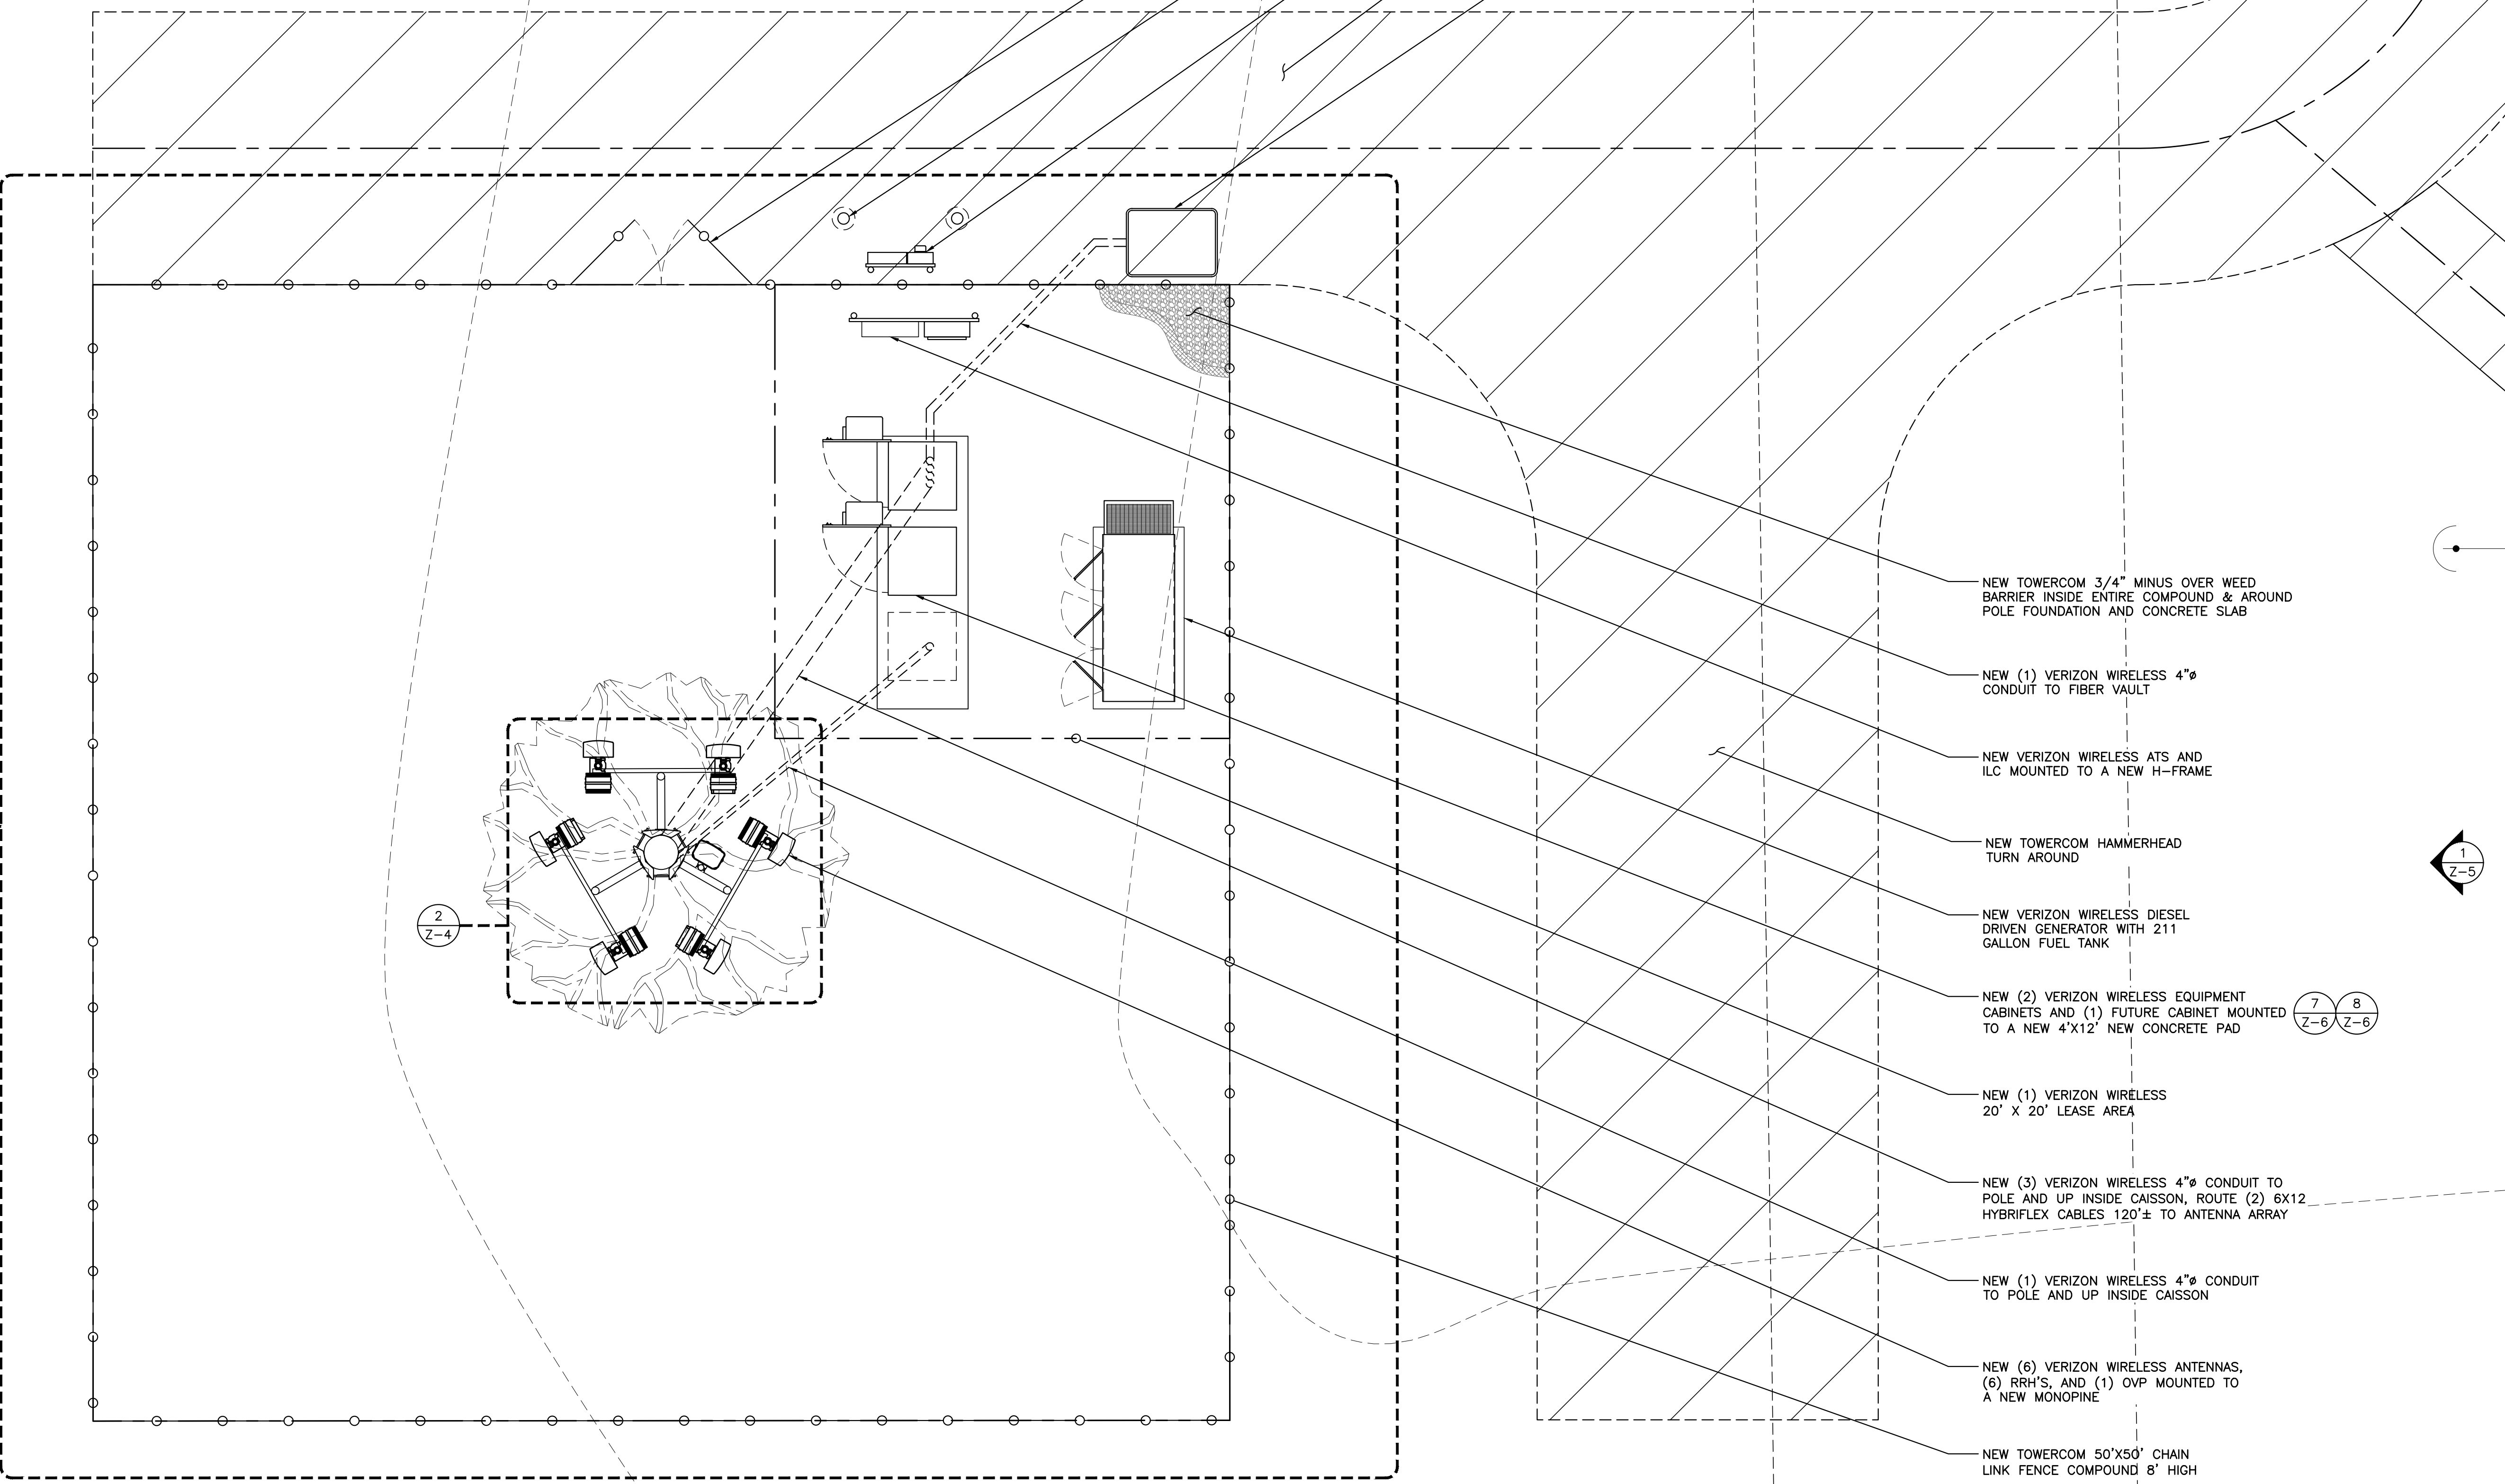 NEW TOWERCOM 3/4" MINUS OVER WEED
BARRIER INSIDE ENTIRE COMPOUND & AROUND
POLE FOUNDATION AND CONCRETE SLAB
NEW (1) VERIZON WIRELESS 4"ø
CONDUIT TO FIBER VAULT
NEW VERIZON WIRELESS ATS AND
ILC MOUNTED TO A NEW H-FRAME
NEW TOWERCOM HAMMERHEAD
TURN AROUND
1
Z-5
NEW VERIZON WIRELESS DIESEL
DRIVEN GENERATOR WITH 211
GALLON FUEL TANK
2
Z-4
NEW (2) VERIZON WIRELESS EQUIPMENT
CABINETS AND (1) FUTURE CABINET MOUNTED
TO A NEW 4'X12' NEW CONCRETE PAD
7
Z-6
8
Z-6
NEW (1) VERIZON WIRELESS
20' X 20' LEASE AREA
NEW (3) VERIZON WIRELESS 4"ø CONDUIT TO
POLE AND UP INSIDE CAISSON, ROUTE (2) 6X12
HYBRIFLEX CABLES 120'± TO ANTENNA ARRAY
NEW (1) VERIZON WIRELESS 4"ø CONDUIT
TO POLE AND UP INSIDE CAISSON
NEW (6) VERIZON WIRELESS ANTENNAS,
(6) RRH'S, AND (1) OVP MOUNTED TO
A NEW MONOPINE
NEW TOWERCOM 50'X50' CHAIN
LINK FENCE COMPOUND 8' HIGH